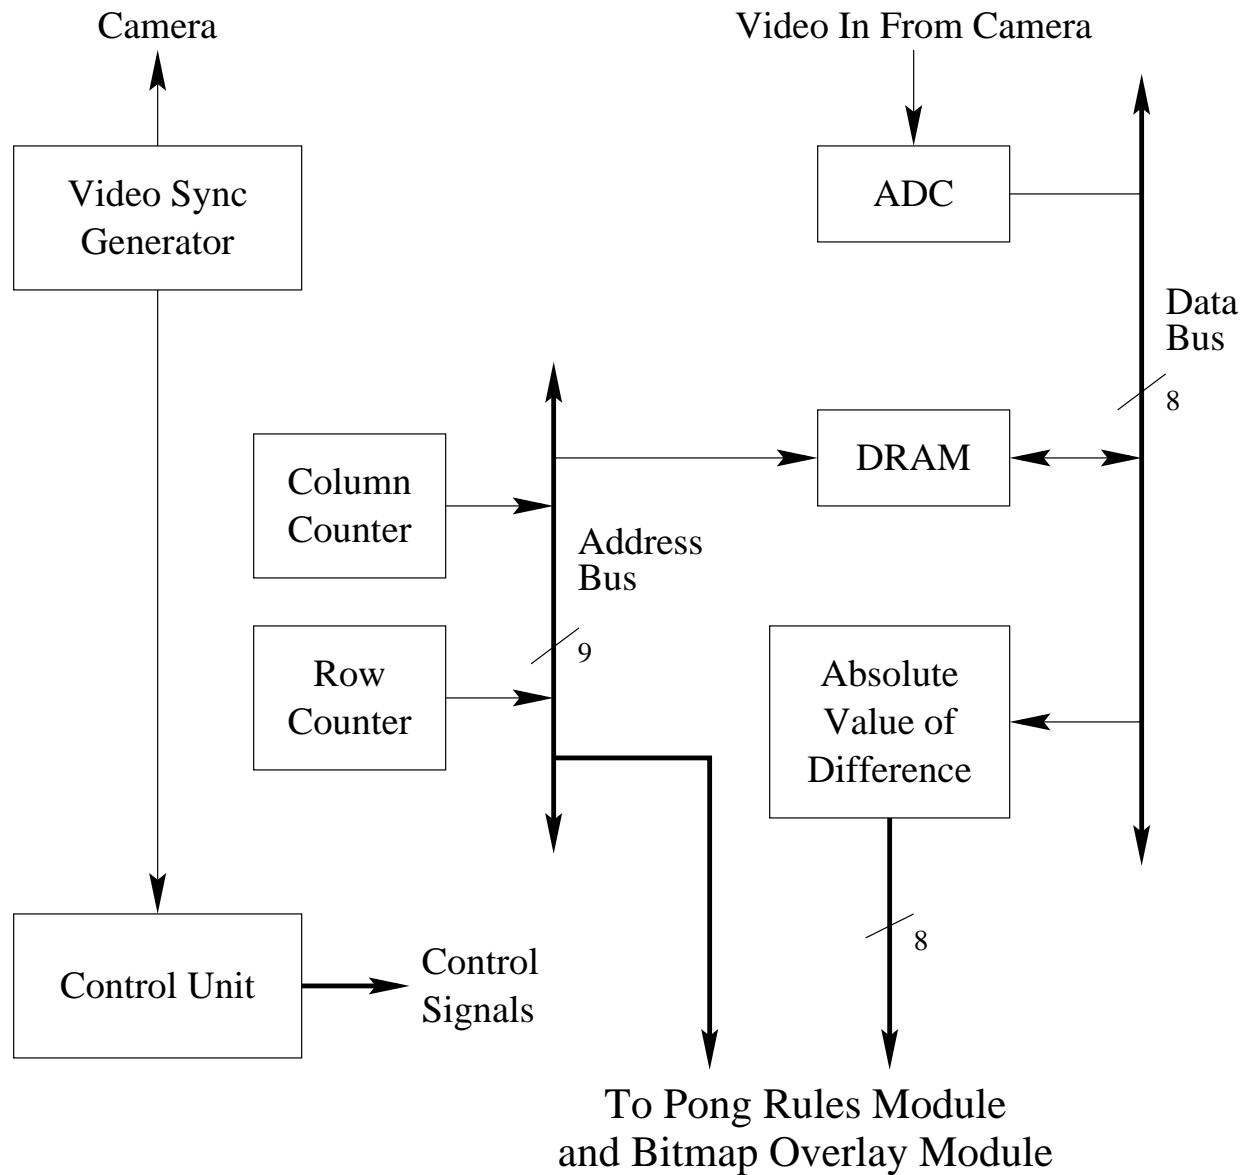 Camera
Video In From Camera
Video Sync
Generator
ADC
Data
Bus
8
Column
Counter
DRAM
Address
Bus
9
Row
Counter
Absolute
Value of
Difference
8
Control Unit
Control
Signals
To Pong Rules Module
and Bitmap Overlay Module